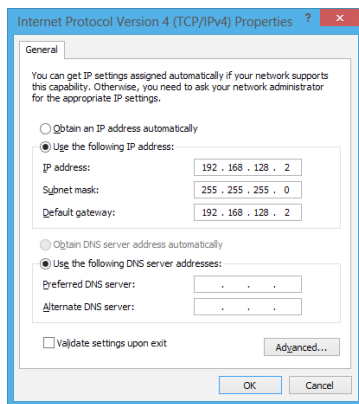 Internet Protocol Version 4 (TCP/IPv4) Properties ? ×
General
You can get IP settings assigned automatically if your network supports
this capability. Otherwise, you need to ask your network administrator
for the appropriate IP settings.
Obtain an IP address automatically
Use the following IP address:
IP address: 192 . 168 . 128 . 2
Subnet mask: 255 . 255 . 255 . 0
Default gateway: 192 . 168 . 128 . 2
Obtain DNS server address automatically
Use the following DNS server addresses:
Preferred DNS server: . . .
Alternate DNS server: . . .
Validate settings upon exit
Advanced...
OK Cancel